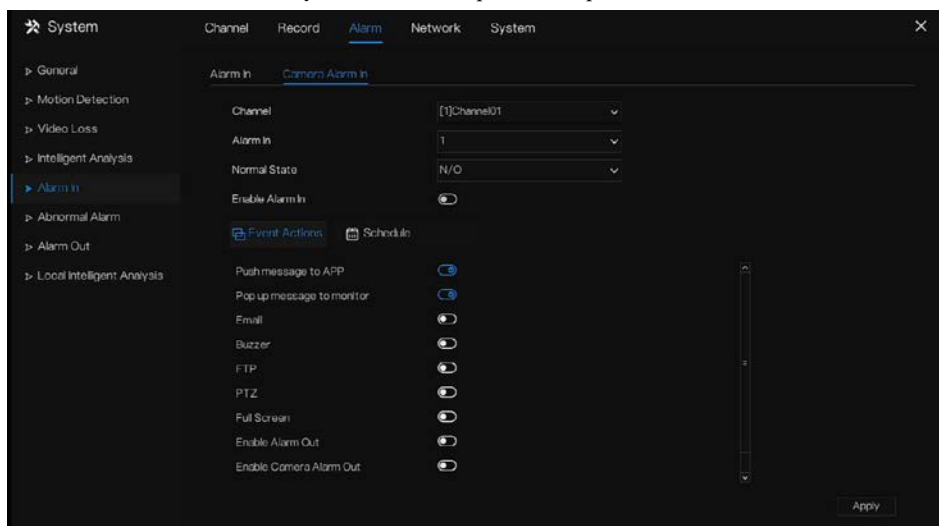 System Channel Record Alarm Network System
General
Motion Detection
Video Loss
Intelligent Analysis
Alarm In
Abnormal Alarm
Alarm Out
Local Intelligent Analysis
Alarm In Camera Alarm In
Channel [1]Channel01
Alarm In 1
Normal State N/O
Enable Alarm In
Event Actions Schedule
Push message to APP
Pop up message to monitor
Email
Buzzer
FTP
PTZ
Full Screen
Enable Alarm Out
Enable Camera Alarm Out
Apply